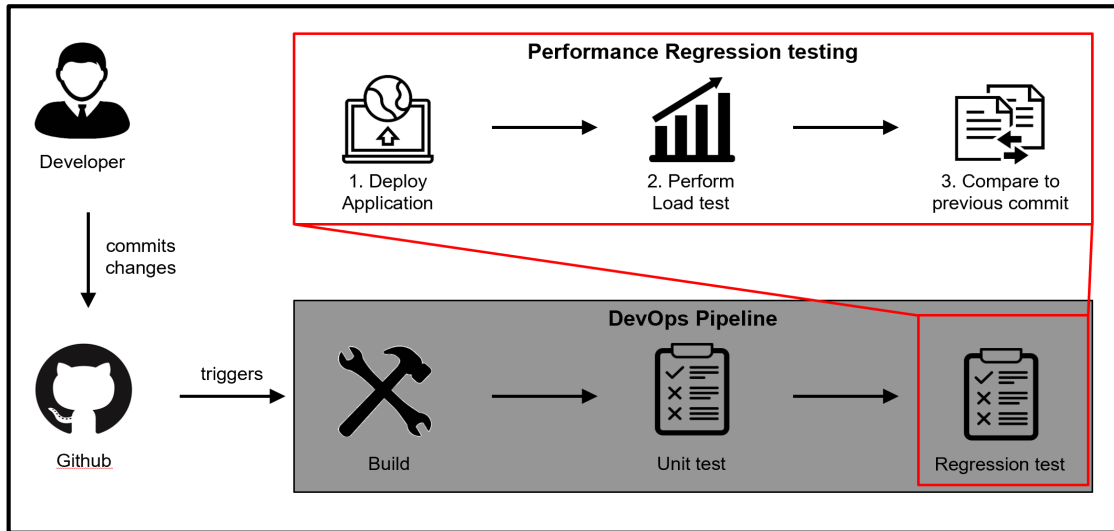 Performance Regression testing
Developer
1. Deploy
Application
2. Perform
Load test
3. Compare to
previous commit
commits
changes
DevOps Pipeline
triggers
Github
Build
Unit test
Regression test